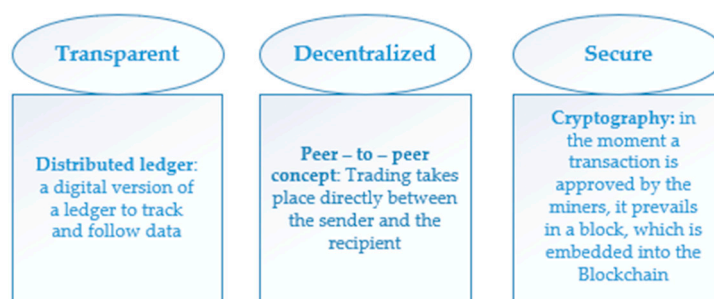 Transparent
Decentralized
Secure
Distributed ledger:
a digital version of
a ledger to track
and follow data
Peer – to – peer
concept: Trading takes
place directly between
the sender and the
recipient
Cryptography: in
the moment a
transaction is
approved by the
miners, it prevails
in a block, which is
embedded into the
Blockchain